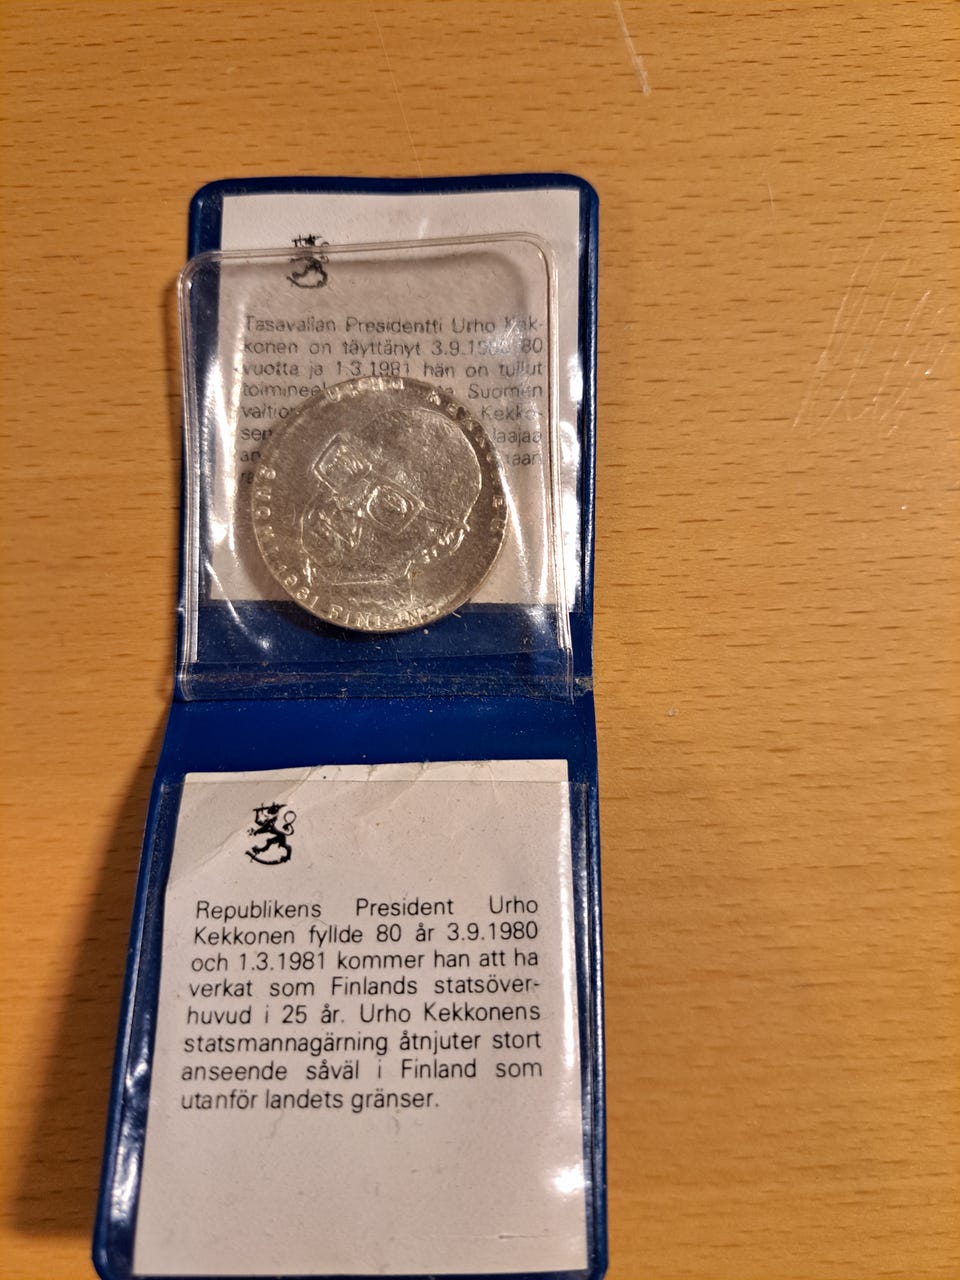 Tasavallan Presidentti Urho Kek-
konen on täyttänyt 3.9.1980 80
vuotta ja 1.3.1981 hän on tullut
Suomen
Kekko-
sen laajaa
URHO KEKKONEN
SUOMI 1981 FINLAND
Republikens President Urho
Kekkonen fyllde 80 år 3.9.1980
och 1.3.1981 kommer han att ha
verkat som Finlands statsöver-
huvud i 25 år. Urho Kekkonens
statsmannagärning åtnjuter stort
anseende såväl i Finland som
utanför landets gränser.